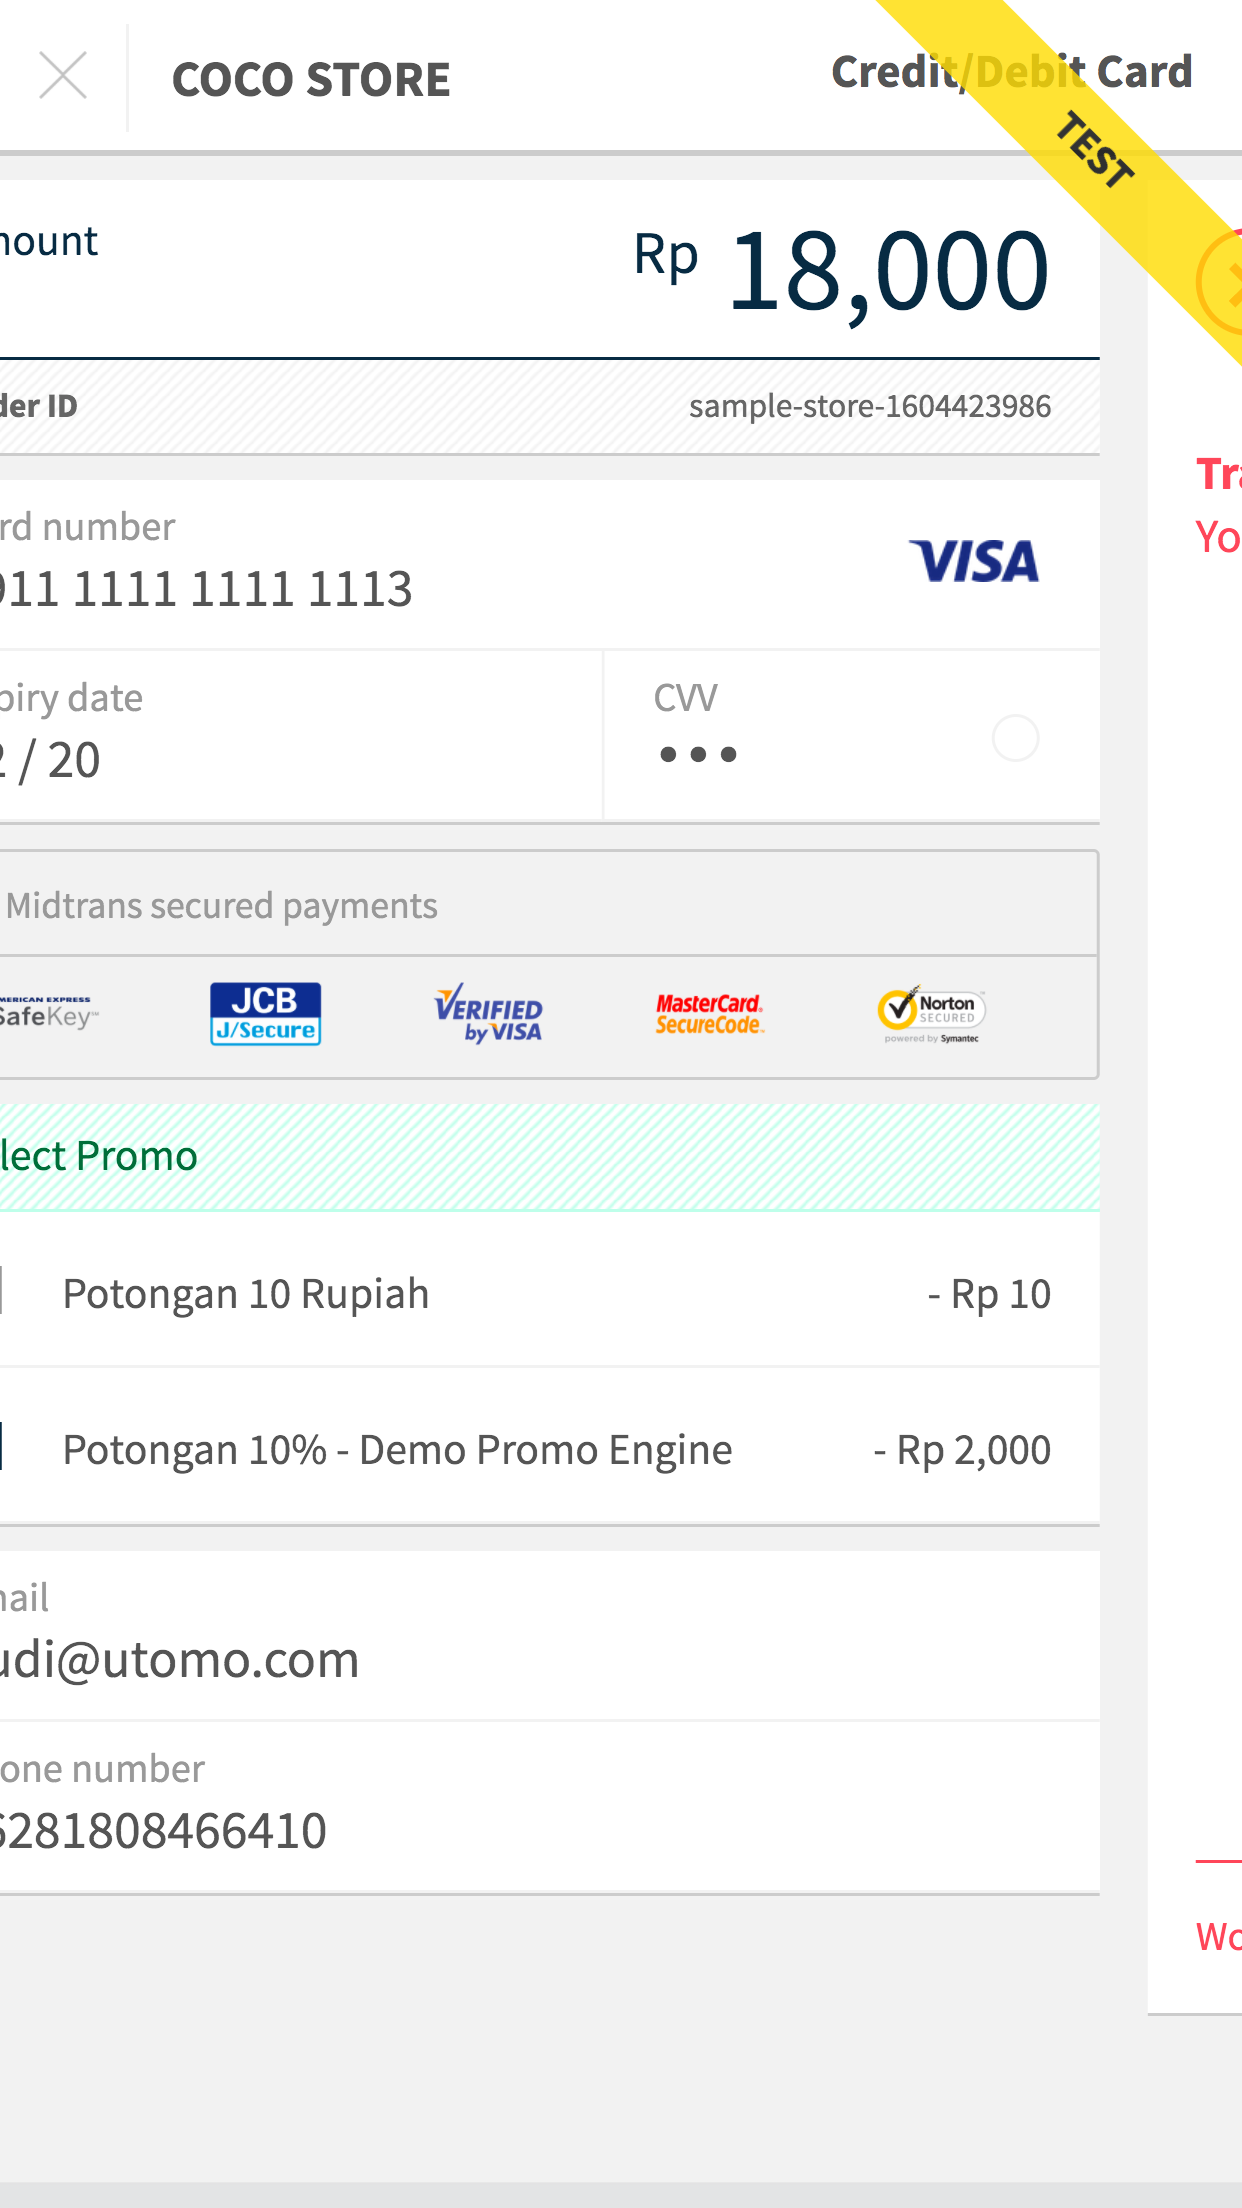 COCO STORE
Credit/Debit Card
TEST
mount
Rp 18,000
der ID
sample-store-1604423986
rd number
911 1111 1111 1113
VISA
piry date
2 / 20
CVV
•••
Midtrans secured payments
MERICAN EXPRESS
SafeKey™
JCB
J/Secure
VERIFIED
by VISA
MasterCard.
SecureCode.
Norton
SECURED
powered by Symantec
lect Promo
Potongan 10 Rupiah
- Rp 10
Potongan 10% - Demo Promo Engine
- Rp 2,000
nail
udi@utomo.com
one number
6281808466410
Tra
Yo
Wo